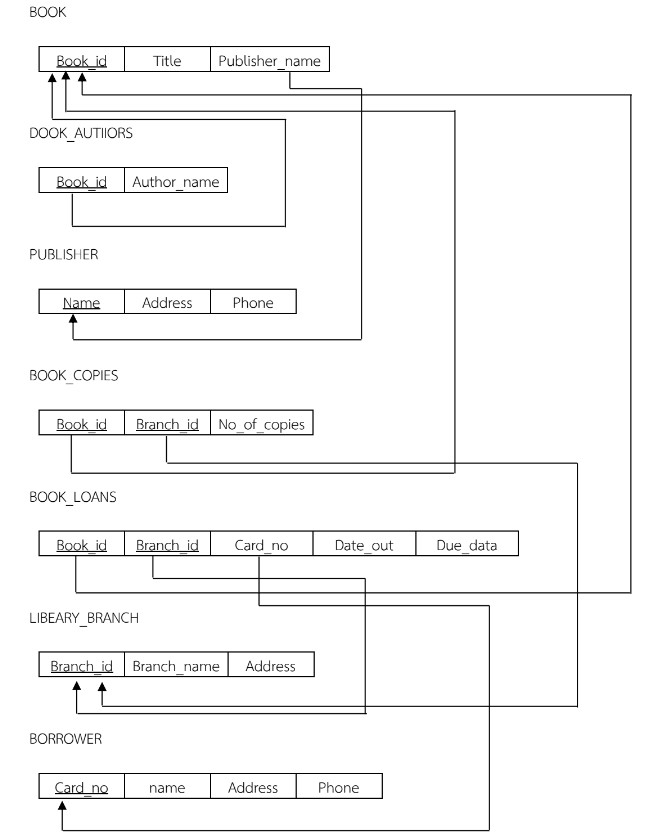 BOOK
Book_id Title Publisher_name
DOOK_AUTIIORS
Book_id Author_name
PUBLISHER
Name Address Phone
BOOK_COPIES
Book_id Branch_id No_of_copies
BOOK_LOANS
Book_id Branch_id Card_no Date_out Due_data
LIBEARY_BRANCH
Branch_id Branch_name Address
BORROWER
Card_no name Address Phone